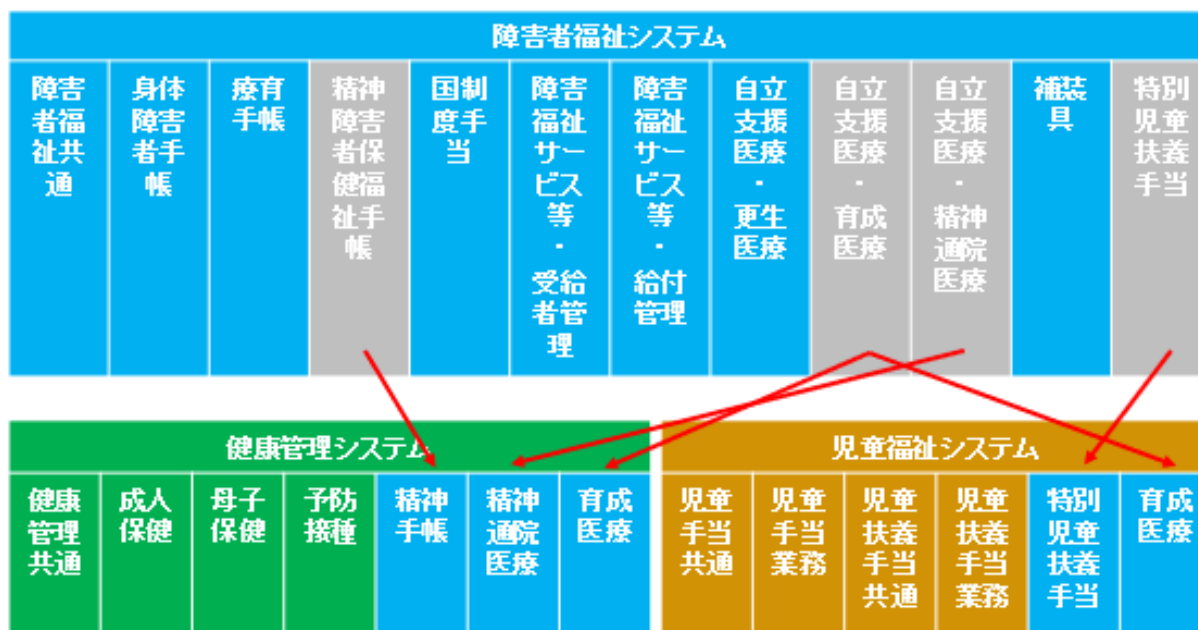 障害者福祉システム
障害
者福
祉共
通
身体
障害
者手
帳
療育
手帳
精神
障害
者保
健福
祉手
帳
国制
度手
当
障害
福祉
サー
ビス
等
・
受給
者管
理
障害
福祉
サー
ビス
等
・
給付
管理
自立
支援
医療
・
更生
医療
自立
支援
医療
・
育成
医療
自立
支援
医療
・
精神
通院
医療
補装
具
特別
児童
扶養
手当
健康管理システム
健康
管理
共通
成人
保健
母子
保健
予防
接種
精神
手帳
精神
通院
医療
育成
医療
児童福祉システム
児童
手当
共通
児童
手当
業務
児童
扶養
手当
共通
児童
扶養
手当
業務
特別
児童
扶養
手当
育成
医療